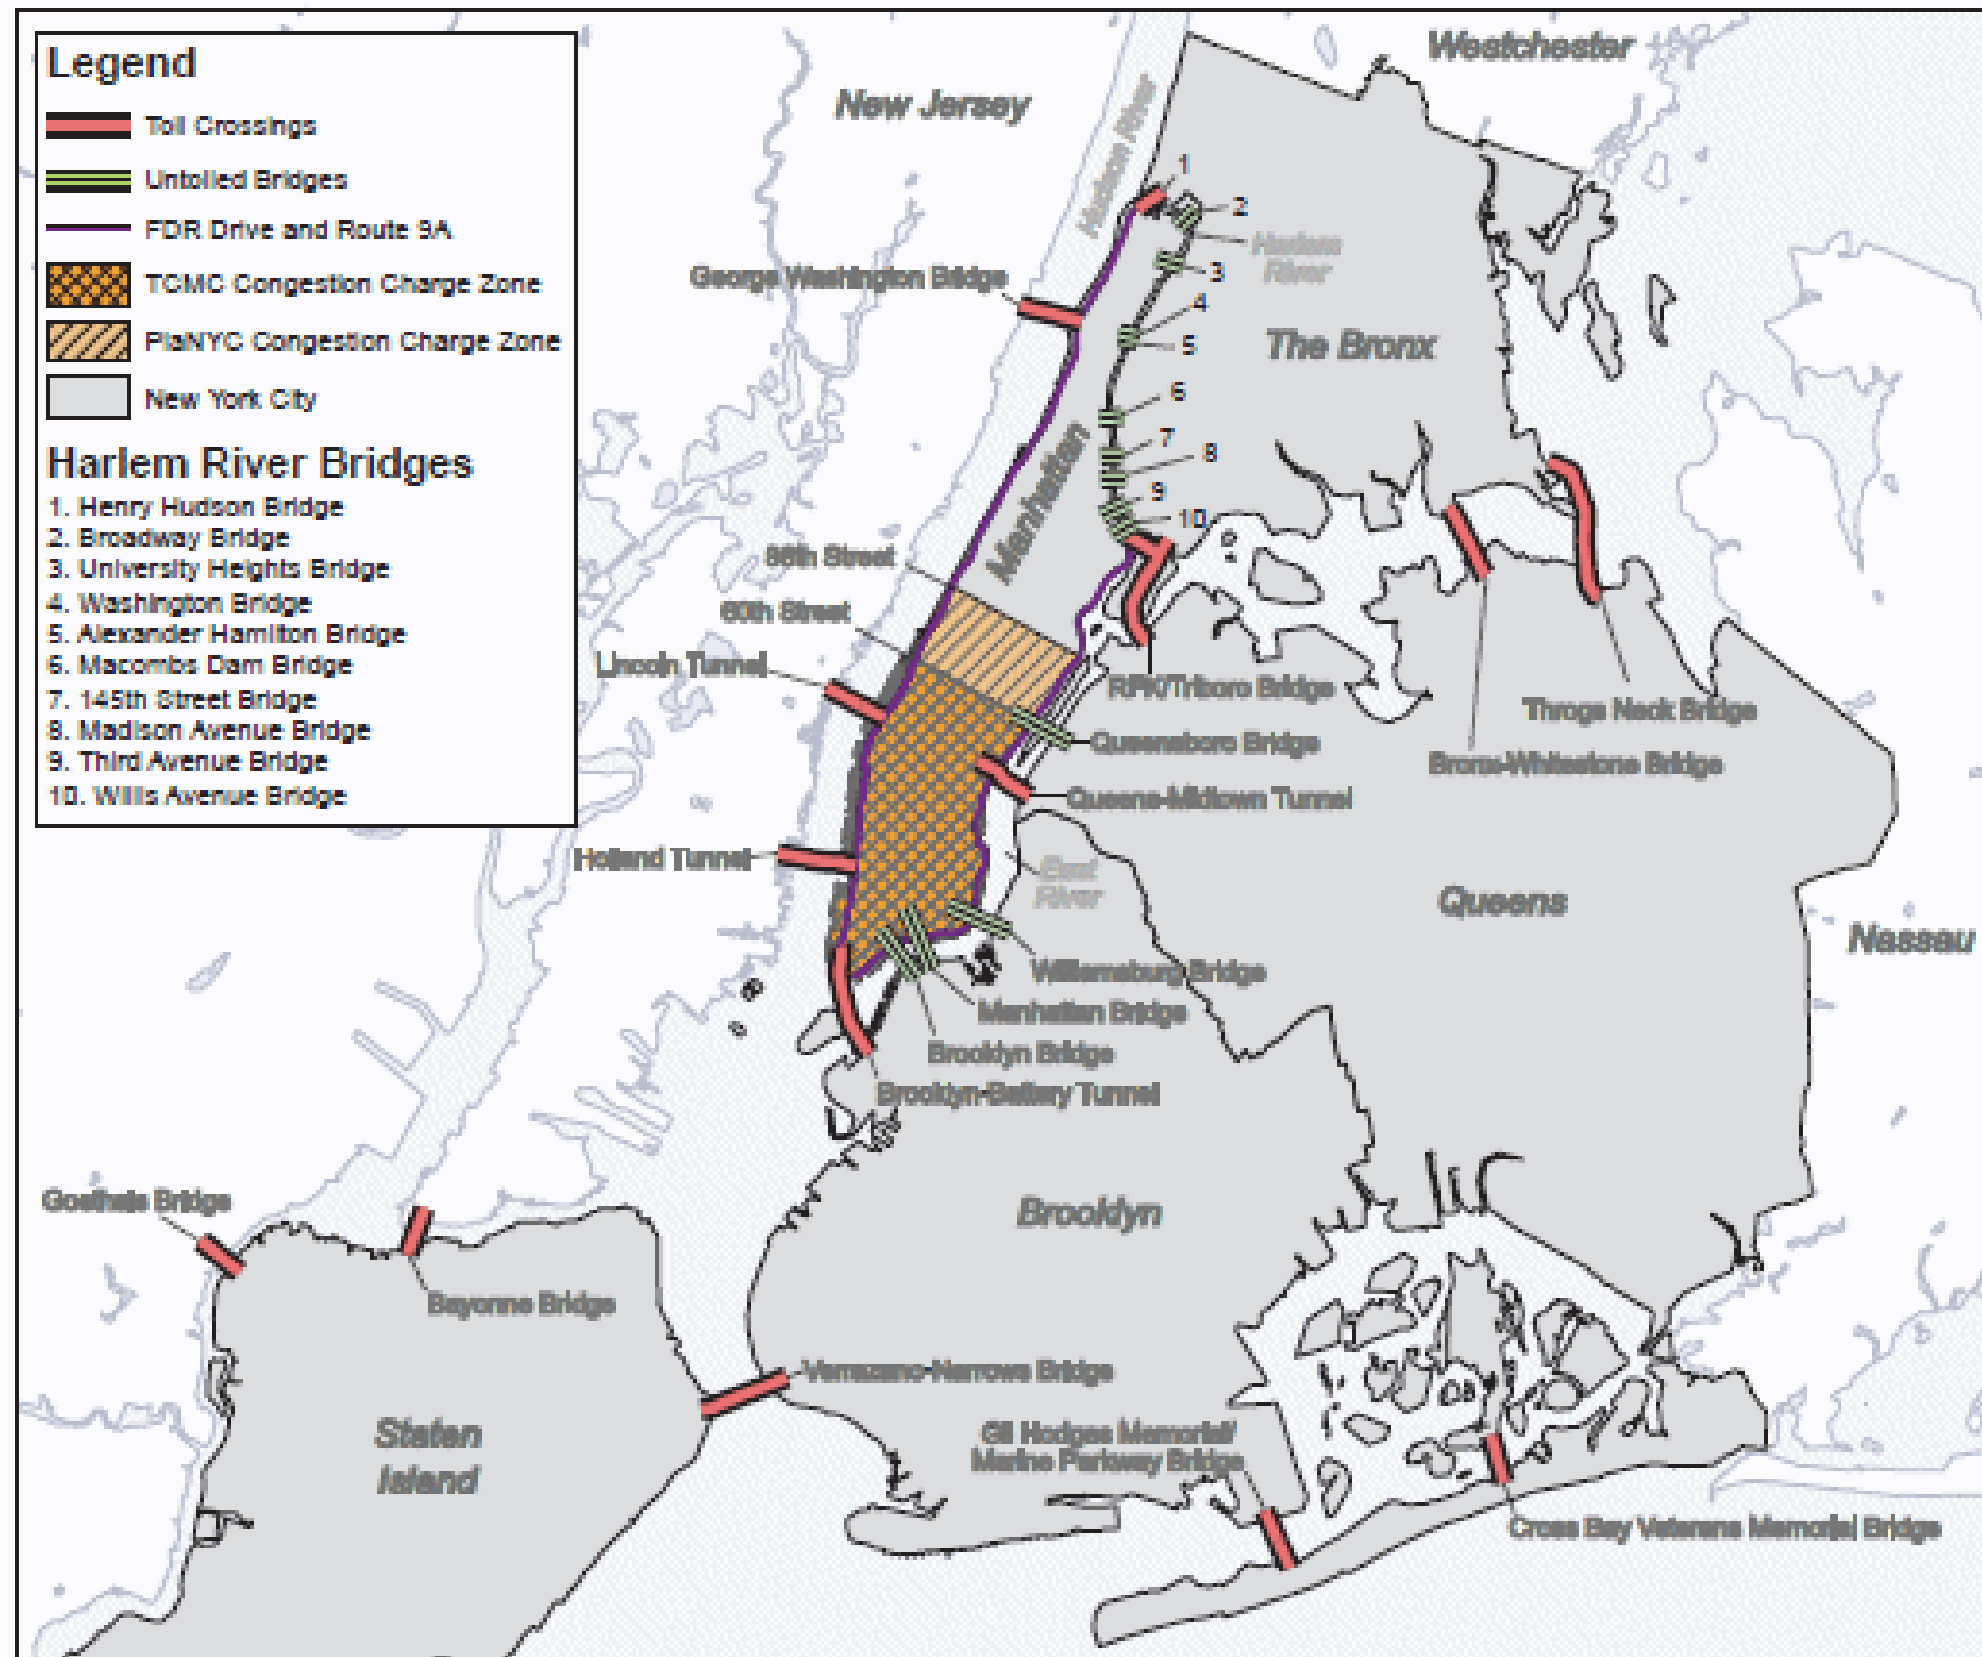 Legend
Toll Crossings
Untolled Bridges
FDR Drive and Route 9A
TCMC Congestion Charge Zone
PlaNYC Congestion Charge Zone
New York City
Harlem River Bridges
1. Henry Hudson Bridge
2. Broadway Bridge
3. University Heights Bridge
4. Washington Bridge
5. Alexander Hamilton Bridge
6. Macombs Dam Bridge
7. 145th Street Bridge
8. Madison Avenue Bridge
9. Third Avenue Bridge
10. Willis Avenue Bridge
Westchester
New Jersey
Hudson River
1
2
Harlem
River
3
George Washington Bridge
4
5
The Bronx
6
7
8
9
10
Manhattan
86th Street
60th Street
Lincoln Tunnel
RFK/Triboro Bridge
Throgs Neck Bridge
Queensboro Bridge
Bronx-Whitestone Bridge
Queens-Midtown Tunnel
Holland Tunnel
East
River
Queens
Nassau
Williamsburg Bridge
Manhattan Bridge
Brooklyn Bridge
Brooklyn-Battery Tunnel
Goethals Bridge
Brooklyn
Bayonne Bridge
Verrazano-Narrows Bridge
Staten
Island
Gil Hodges Memorial/
Marine Parkway Bridge
Cross Bay Veterans Memorial Bridge